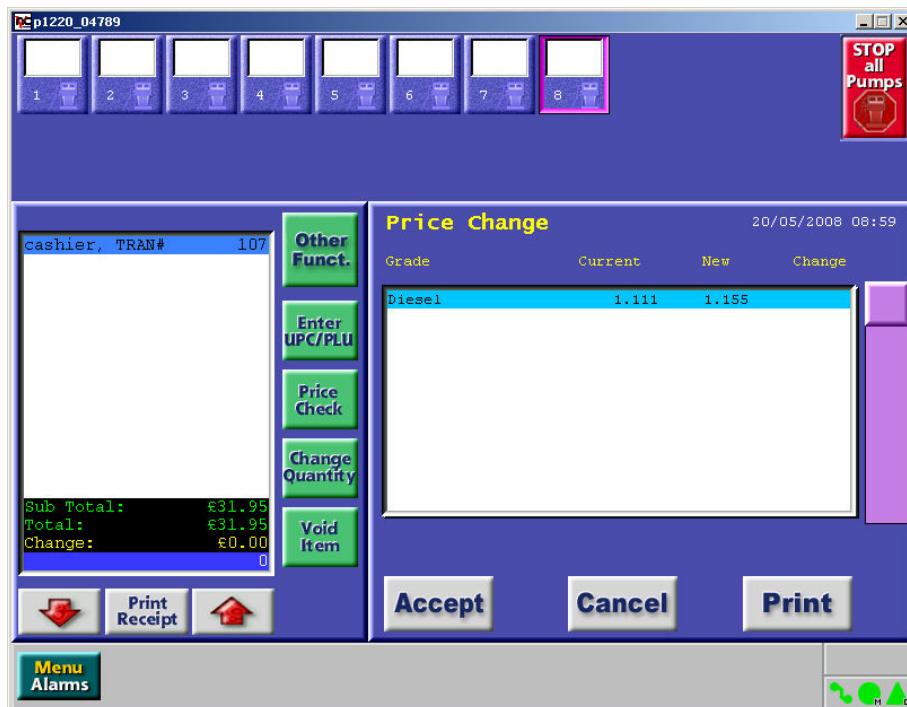 p1220_04789
1 2 3 4 5 6 7 8
STOP
all
Pumps
cashier, TRAN# 107
Sub Total: £31.95
Total: £31.95
Change: £0.00
0
Other
Funct.
Enter
UPC/PLU
Price
Check
Change
Quantity
Void
Item
Print
Receipt
Price Change 20/05/2008 08:59
Grade Current New Change
Diesel 1.111 1.155
Accept Cancel Print
Menu
Alarms
M